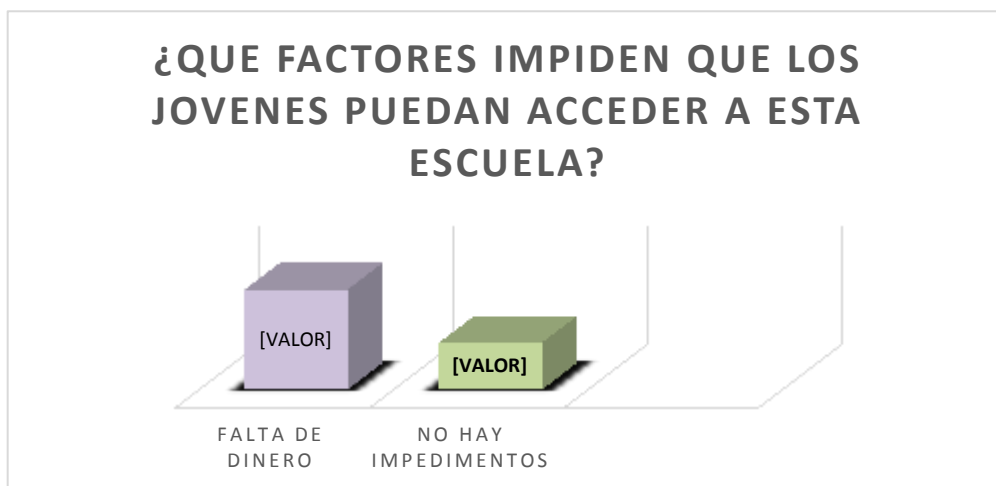 ¿QUE FACTORES IMPIDEN QUE LOS
JOVENES PUEDAN ACCEDER A ESTA
ESCUELA?
[VALOR]
[VALOR]
FALTA DE
DINERO
NO HAY
IMPEDIMENTOS